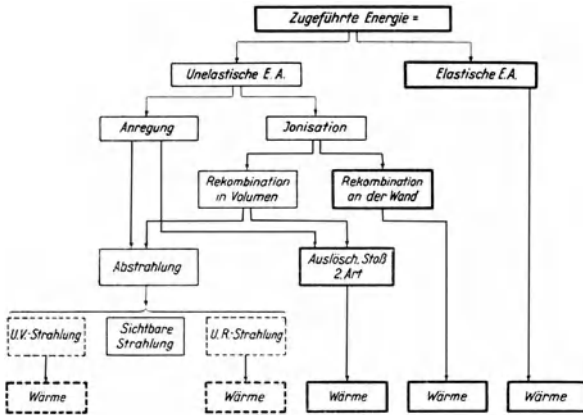 Zugeführte Energie =
Unelastische E. A.
Elastische E.A.
Anregung
Jonisation
Rekombination
in Volumen
Rekombination
an der Wand
Abstrahlung
Auslösch. Stoß
2. Art
U.V.-Strahlung
Sichtbare
Strahlung
U.R.-Strahlung
Wärme
Wärme
Wärme
Wärme
Wärme